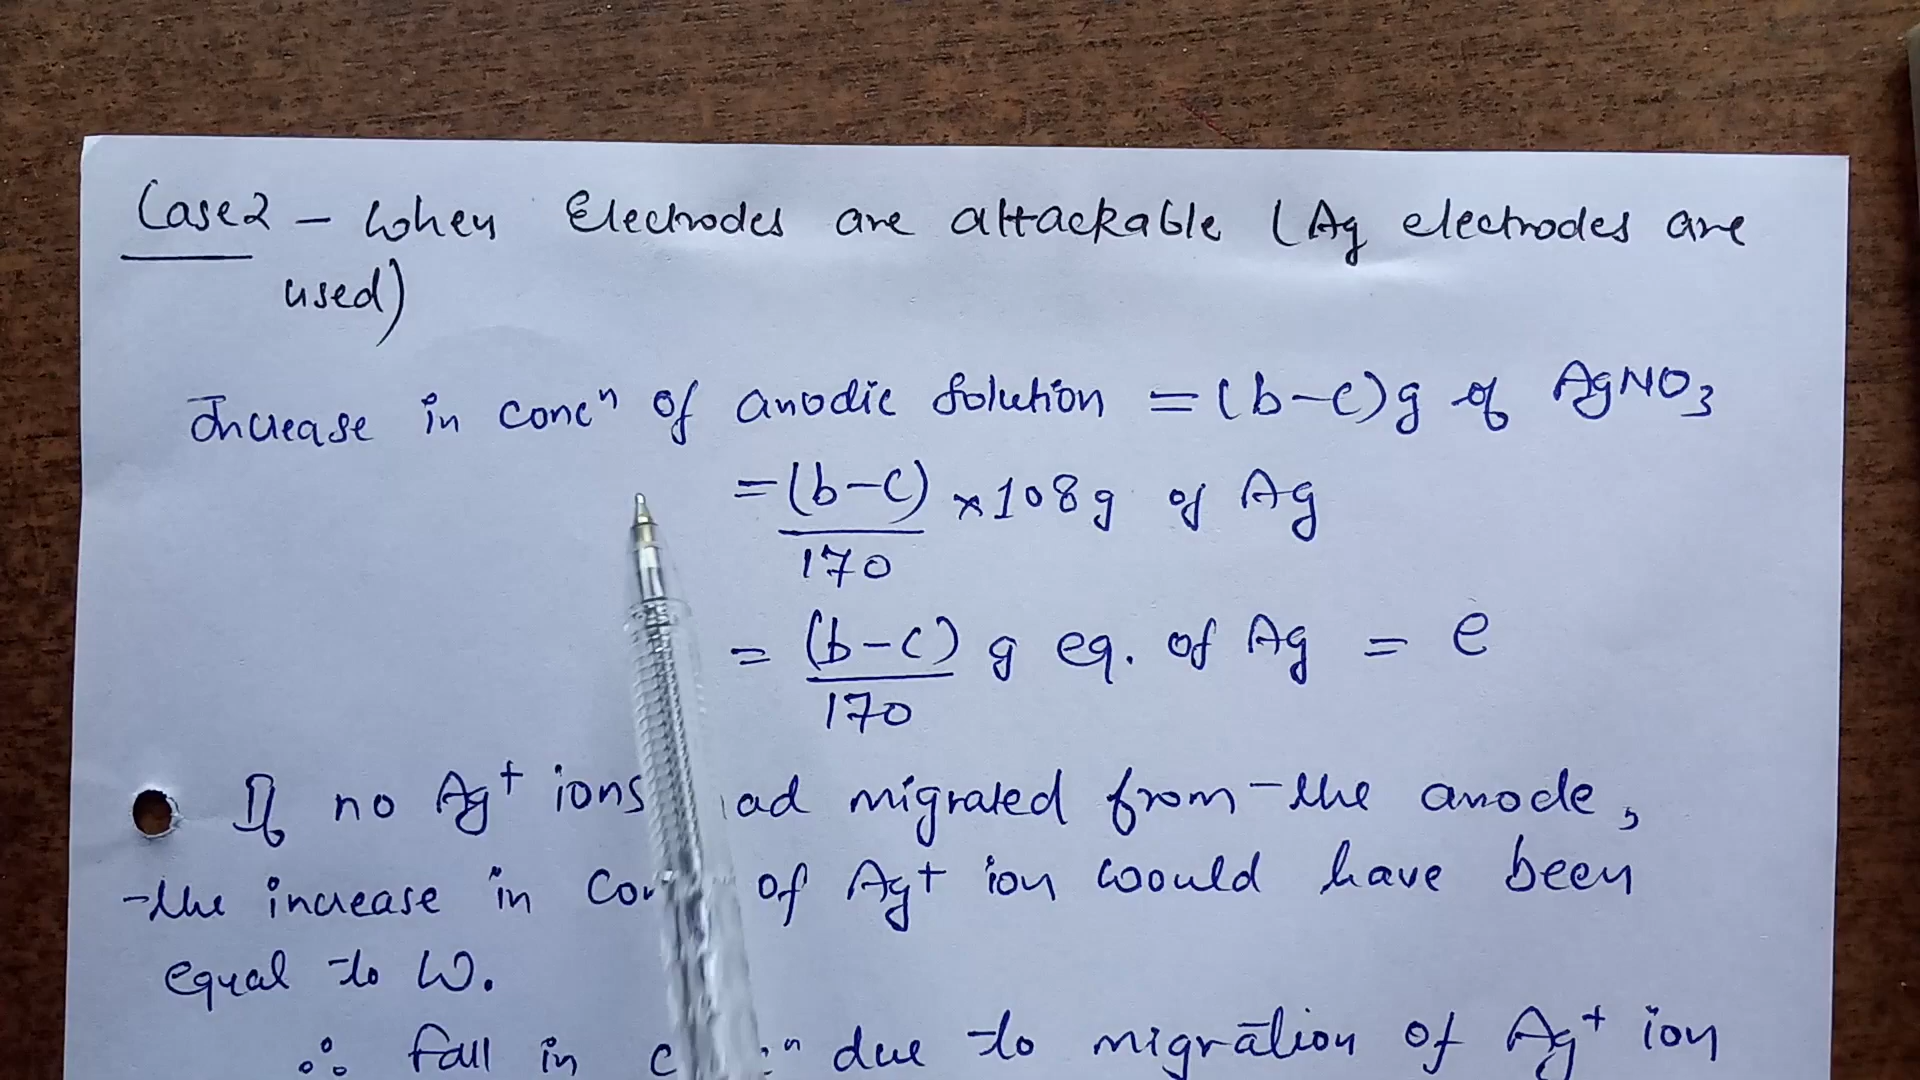 Case2 - When Electrodes are attackable (Ag electrodes are
used)
Increase in concⁿ of anodic solution = (b-c)g of AgNO₃
= (b-c)/170 × 108g of Ag
= (b-c)/170 g eq. of Ag = e
If no Ag⁺ ions migrated from the anode,
the increase in of Ag⁺ ion would have been
equal to W.
∴ fall in due to migration of Ag⁺ ion